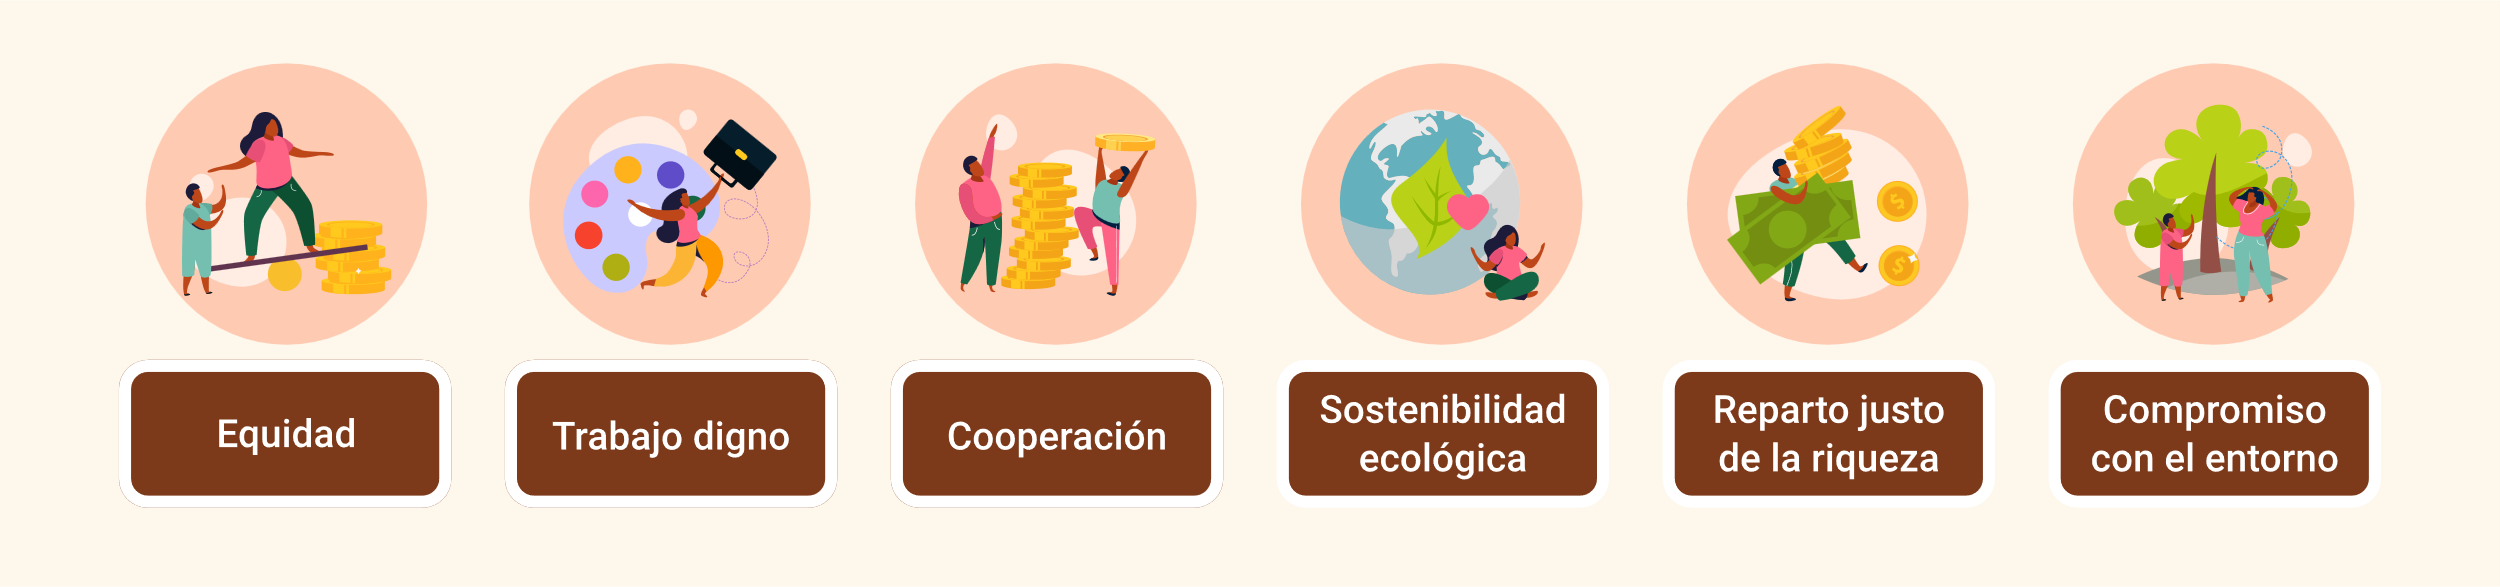 Equidad
Trabajo digno
Cooperación
Sostenibilidad
ecológica
Reparto justo
de la riqueza
Compromiso
con el entorno